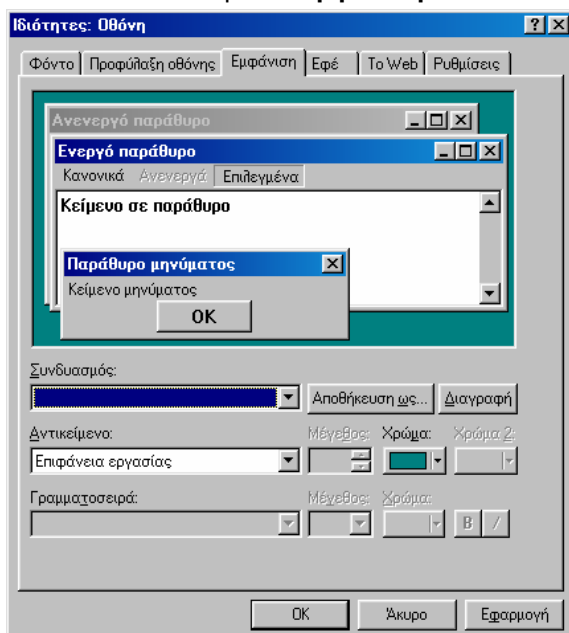 Ιδιότητες: Οθόνη
Φόντο Προφύλαξη οθόνης Εμφάνιση Εφέ Το Web Ρυθμίσεις
Ανενεργό παράθυρο
Ενεργό παράθυρο
Κανονικά Ανενεργά Επιλεγμένα
Κείμενο σε παράθυρο
Παράθυρο μηνύματος
Κείμενο μηνύματος
OK
Συνδυασμός:
Αποθήκευση ως... Διαγραφή
Αντικείμενο: Μέγεθος: Χρώμα: Χρώμα 2:
Επιφάνεια εργασίας
Γραμματοσειρά: Μέγεθος: Χρώμα:
B /
OK Άκυρο Εφαρμογή